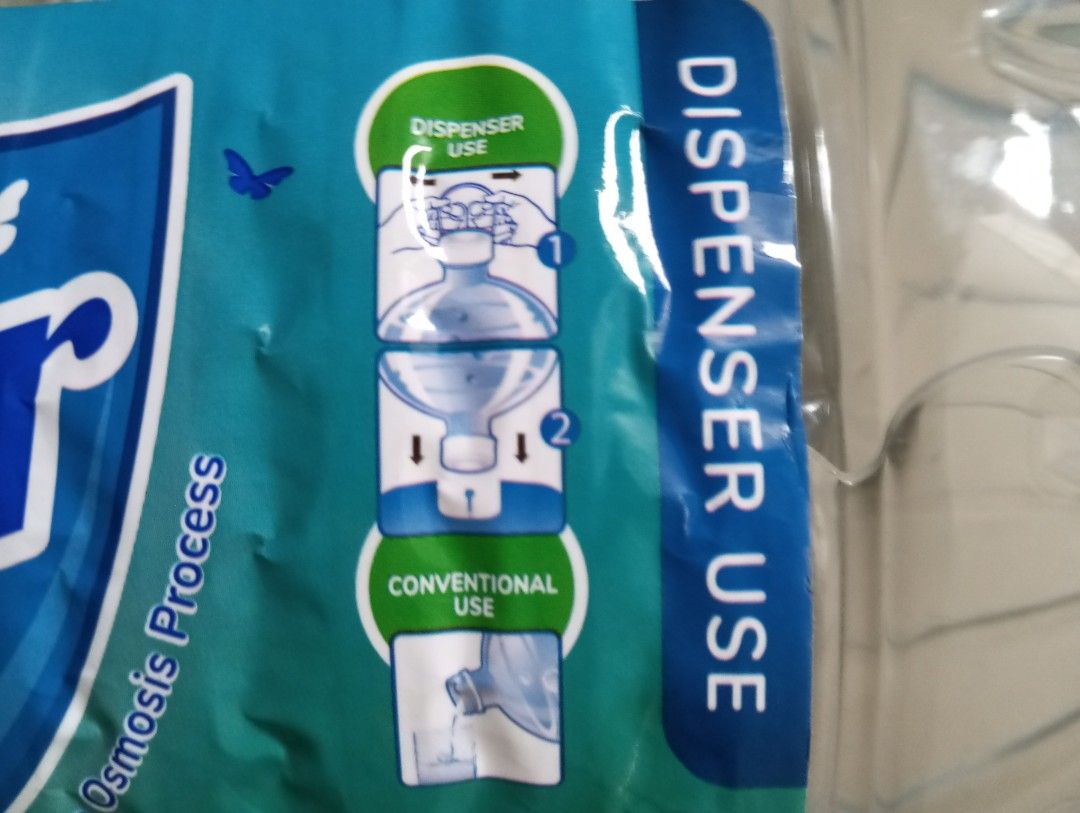 DISPENSER
USE
1
2
CONVENTIONAL
USE
DISPENSER USE
Osmosis Process